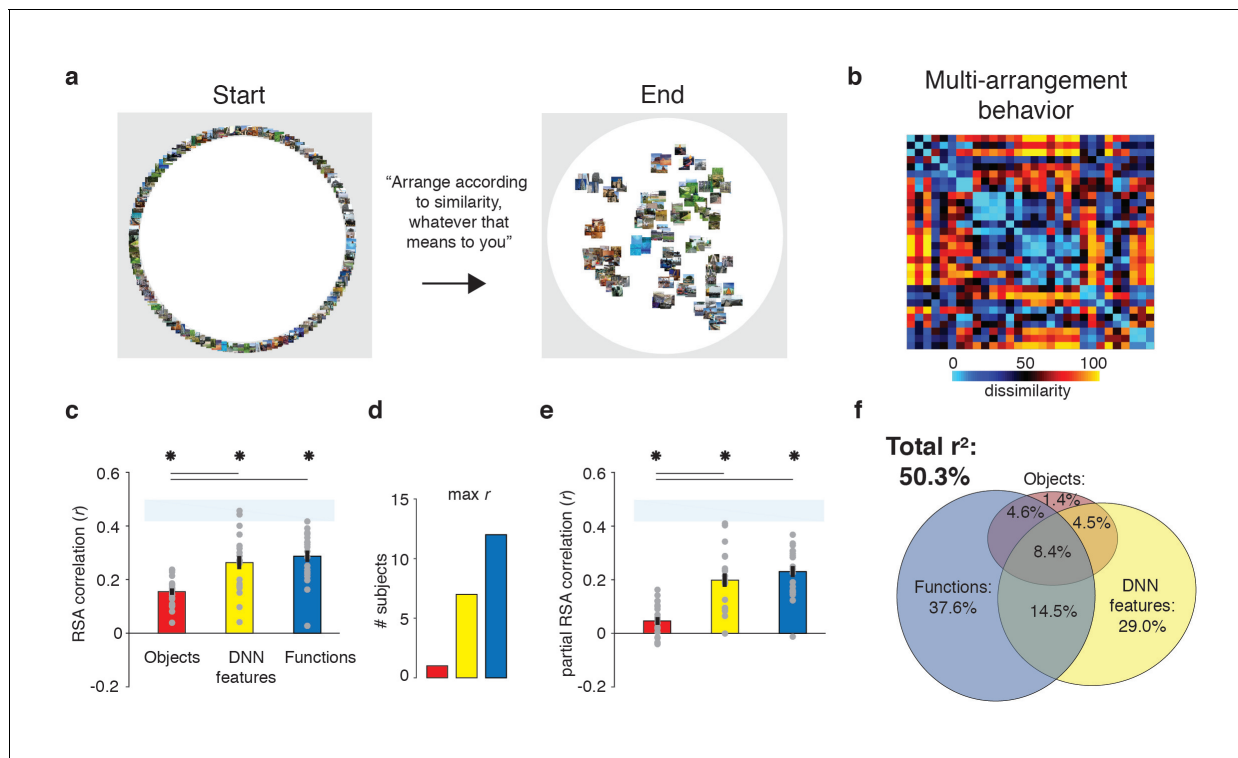 a
Start
End
"Arrange according
to similarity,
whatever that
means to you"
b
Multi-arrangement
behavior
0 50 100
dissimilarity
c
RSA correlation (r)
0.6
0.4
0.2
0
-0.2
* * *
Objects
DNN
features
Functions
d
max r
# subjects
15
10
5
0
e
partial RSA correlation (r)
0.6
0.4
0.2
0
-0.2
* * *
f
Total r²:
50.3%
Objects:
1.4%
4.6%
4.5%
8.4%
Functions:
37.6%
14.5%
DNN
features:
29.0%